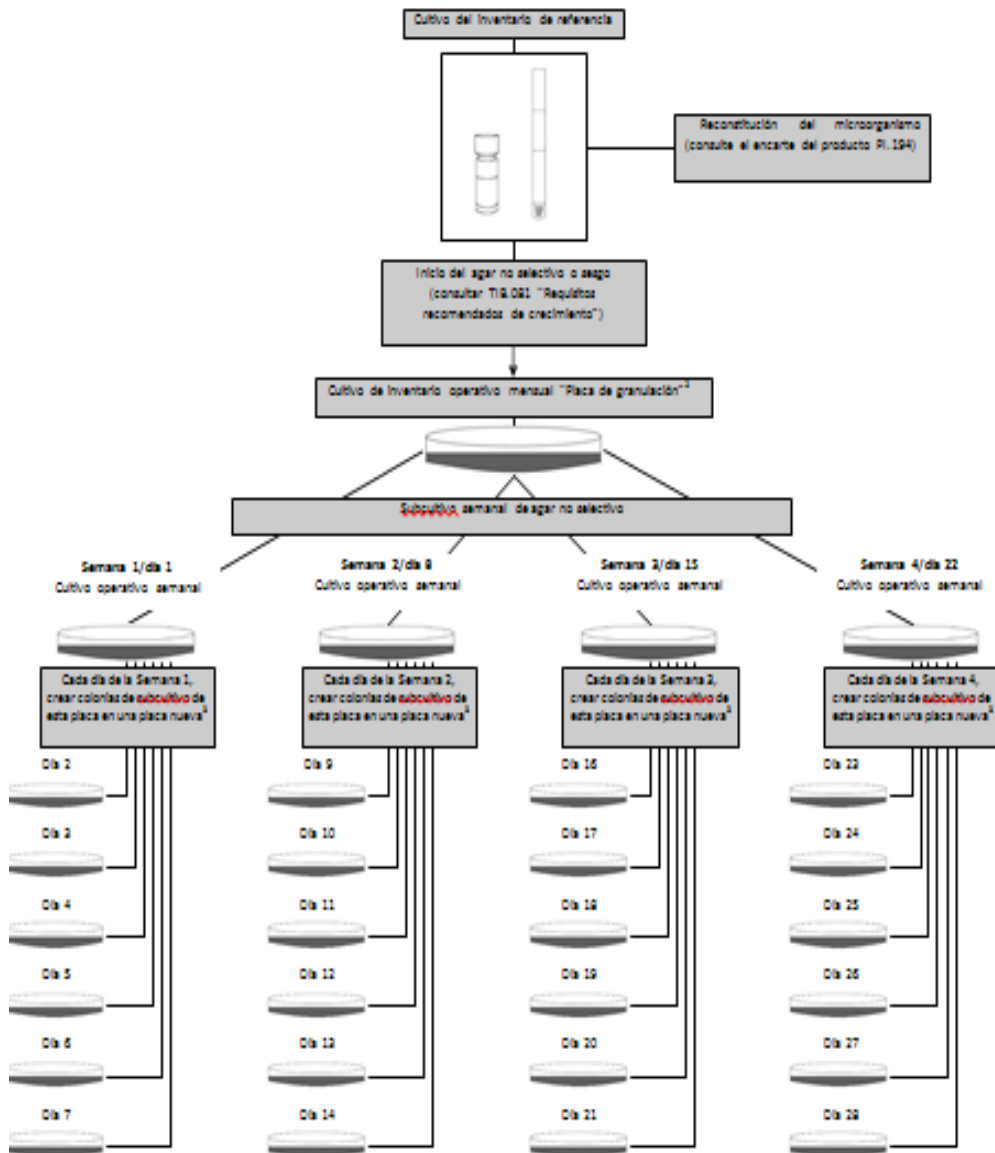 Cultivo del inventario de referencia
Reconstitución del microorganismo
(consulte el encarte del producto PI.194)
Inicio del agar no selectivo o sesgo
(consultar TIB.081 "Requisitos
recomendados de crecimiento")
Cultivo de inventario operativo mensual "Placa de granulación"
Subcultivo semanal de agar no selectivo
Semana 1/día 1
Cultivo operativo semanal
Semana 2/día 8
Cultivo operativo semanal
Semana 3/día 15
Cultivo operativo semanal
Semana 4/día 22
Cultivo operativo semanal
Cada día de la Semana 1,
crear colonias de subcultivo de
esta placa en una placa nueva
Cada día de la Semana 2,
crear colonias de subcultivo de
esta placa en una placa nueva
Cada día de la Semana 3,
crear colonias de subcultivo de
esta placa en una placa nueva
Cada día de la Semana 4,
crear colonias de subcultivo de
esta placa en una placa nueva
Día 2
Día 9
Día 16
Día 23
Día 3
Día 10
Día 17
Día 24
Día 4
Día 11
Día 18
Día 25
Día 5
Día 12
Día 19
Día 26
Día 6
Día 13
Día 20
Día 27
Día 7
Día 14
Día 21
Día 28